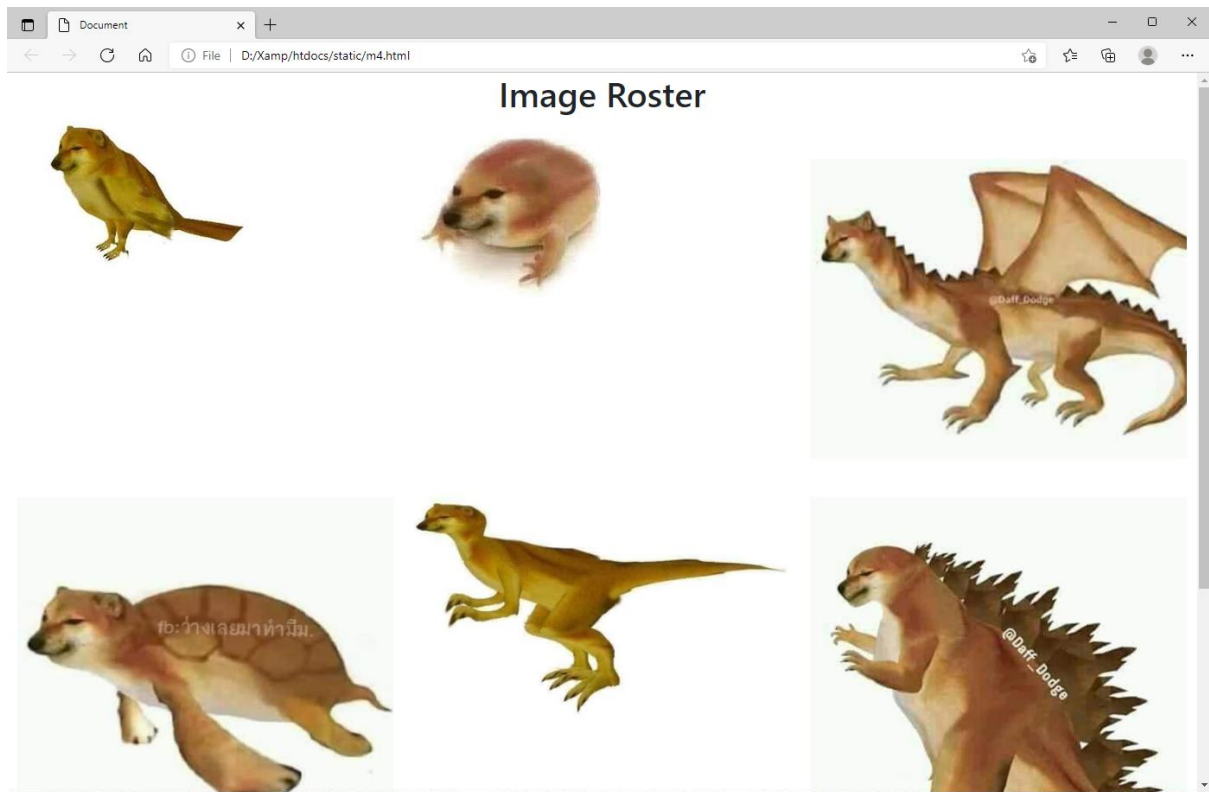 Document
File D:/Xamp/htdocs/static/m4.html
Image Roster
@Daff_Dodge
fb:ว่างเลยมาทำมีม.
@Daff_Dodge